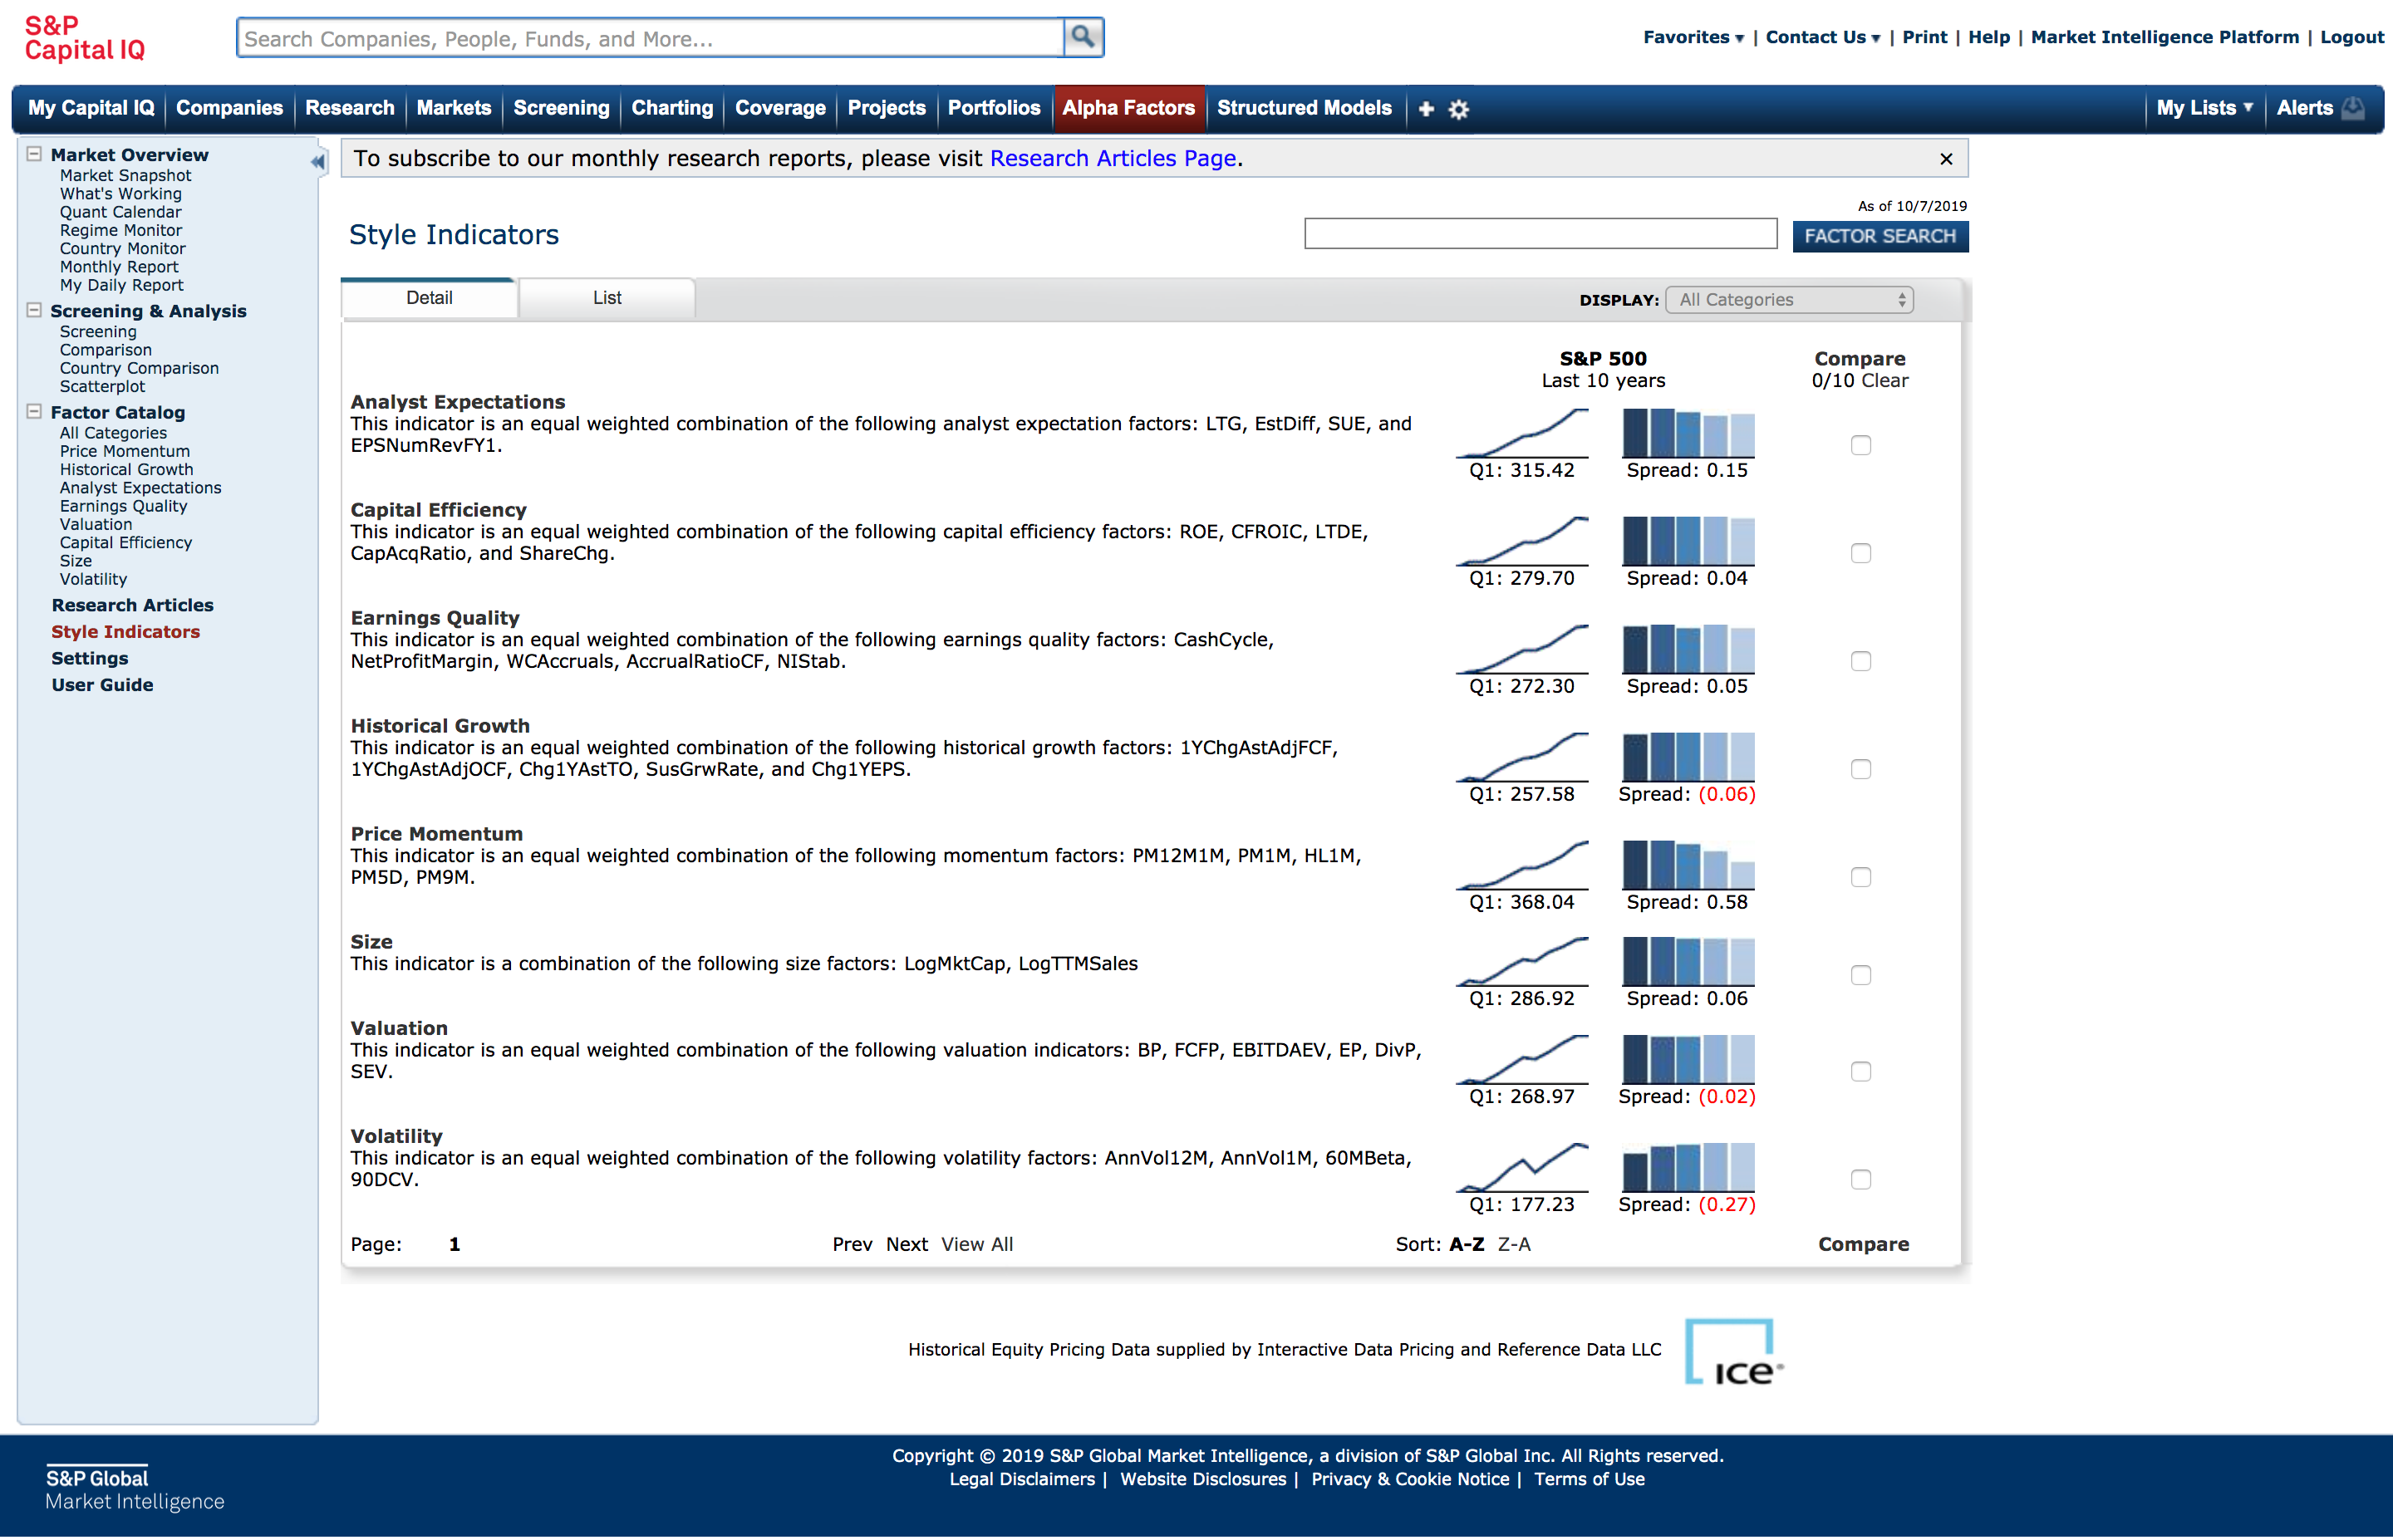 S&P
Capital IQ
Search Companies, People, Funds, and More...
Favorites | Contact Us | Print | Help | Market Intelligence Platform | Logout
My Capital IQ Companies Research Markets Screening Charting Coverage Projects Portfolios Alpha Factors Structured Models My Lists Alerts
Market Overview
Market Snapshot
What's Working
Quant Calendar
Regime Monitor
Country Monitor
Monthly Report
My Daily Report
Screening & Analysis
Screening
Comparison
Country Comparison
Scatterplot
Factor Catalog
All Categories
Price Momentum
Historical Growth
Analyst Expectations
Earnings Quality
Valuation
Capital Efficiency
Size
Volatility
Research Articles
Style Indicators
Settings
User Guide
To subscribe to our monthly research reports, please visit Research Articles Page.
As of 10/7/2019
Style Indicators
FACTOR SEARCH
Detail List
DISPLAY: All Categories
S&P 500 Compare
Last 10 years 0/10 Clear
Analyst Expectations
This indicator is an equal weighted combination of the following analyst expectation factors: LTG, EstDiff, SUE, and
EPSNumRevFY1.
Q1: 315.42 Spread: 0.15
Capital Efficiency
This indicator is an equal weighted combination of the following capital efficiency factors: ROE, CFROIC, LTDE,
CapAcqRatio, and ShareChg.
Q1: 279.70 Spread: 0.04
Earnings Quality
This indicator is an equal weighted combination of the following earnings quality factors: CashCycle,
NetProfitMargin, WCAccruals, AccrualRatioCF, NIStab.
Q1: 272.30 Spread: 0.05
Historical Growth
This indicator is an equal weighted combination of the following historical growth factors: 1YChgAstAdjFCF,
1YChgAstAdjOCF, Chg1YAstTO, SusGrwRate, and Chg1YEPS.
Q1: 257.58 Spread: (0.06)
Price Momentum
This indicator is an equal weighted combination of the following momentum factors: PM12M1M, PM1M, HL1M,
PM5D, PM9M.
Q1: 368.04 Spread: 0.58
Size
This indicator is a combination of the following size factors: LogMktCap, LogTTMSales
Q1: 286.92 Spread: 0.06
Valuation
This indicator is an equal weighted combination of the following valuation indicators: BP, FCFP, EBITDAEV, EP, DivP,
SEV.
Q1: 268.97 Spread: (0.02)
Volatility
This indicator is an equal weighted combination of the following volatility factors: AnnVol12M, AnnVol1M, 60MBeta,
90DCV.
Q1: 177.23 Spread: (0.27)
Page: 1 Prev Next View All Sort: A-Z Z-A Compare
Historical Equity Pricing Data supplied by Interactive Data Pricing and Reference Data LLC
ice
Copyright © 2019 S&P Global Market Intelligence, a division of S&P Global Inc. All Rights reserved.
Legal Disclaimers | Website Disclosures | Privacy & Cookie Notice | Terms of Use
S&P Global
Market Intelligence